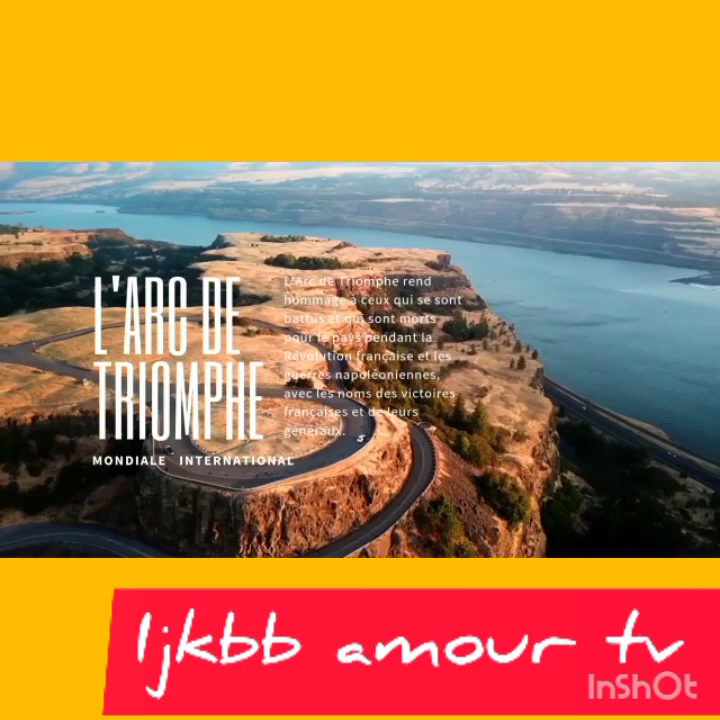 L'ARC DE
TRIOMPHE
MONDIALE INTERNATIONAL
L'Arc de Triomphe rend
hommage à ceux qui se sont
battus et qui sont morts
pour le pays pendant la
Révolution française et les
guerres napoléoniennes,
avec les noms des victoires
françaises et de leurs
généraux.
ljkbb amour tv
InShOt